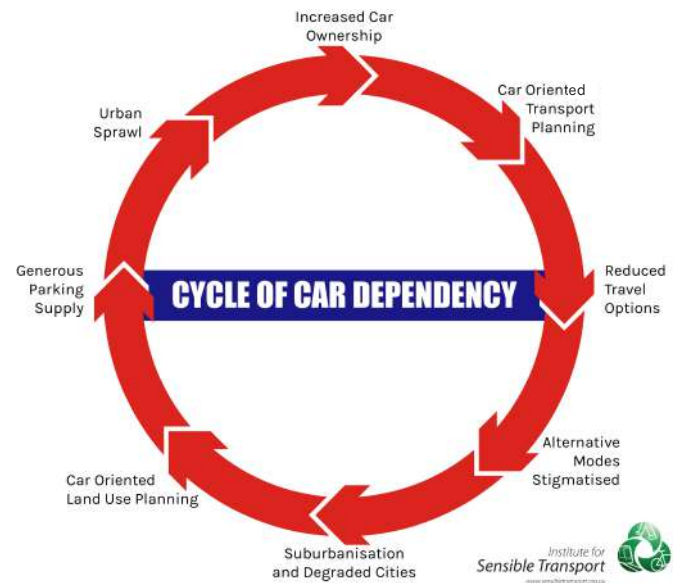 Increased Car
Ownership
Car Oriented
Transport
Planning
Reduced
Travel
Options
Alternative
Modes
Stigmatised
Suburbanisation
and Degraded Cities
Car Oriented
Land Use Planning
Generous
Parking
Supply
Urban
Sprawl
CYCLE OF CAR DEPENDENCY
Institute for
Sensible Transport